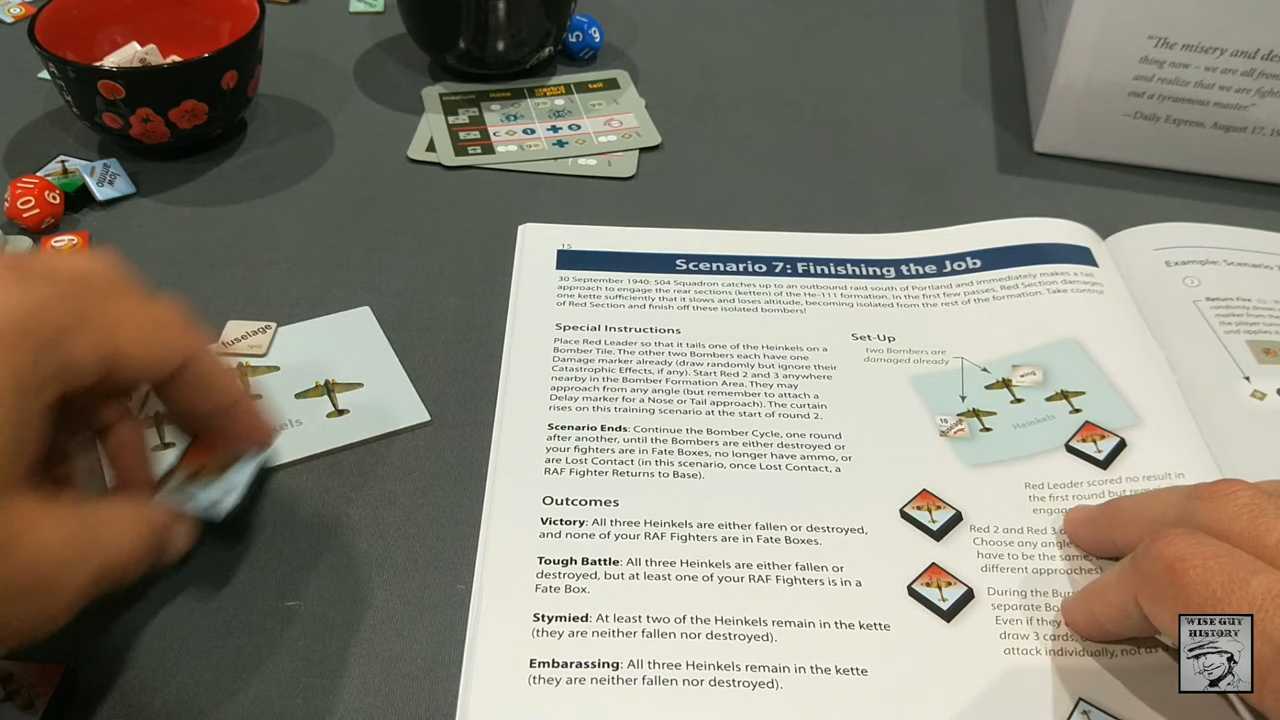 "The misery and des
thing now – we are all fron
and realize that we are fight
out a tyrannous master."
—Daily Express, August 17, 19
nose
starbrd
or port
tail
low
ammo
fuselage
15
Scenario 7: Finishing the Job
30 September 1940: 504 Squadron catches up to an outbound raid south of Portland and immediately makes a tail
approach to engage the rear sections (ketten) of the He-111 formation. In the first few passes, Red Section damages
one kette sufficiently that it slows and loses altitude, becoming isolated from the rest of the formation. Take control
of Red Section and finish off these isolated bombers!
Special Instructions
Place Red Leader so that it tails one of the Heinkels on a
Bomber Tile. The other two Bombers each have one
Damage marker already (draw randomly but ignore their
Catastrophic Effects, if any). Start Red 2 and 3 anywhere
nearby in the Bomber Formation Area. They may
approach from any angle (but remember to attach a
Delay marker for a Nose or Tail approach). The curtain
rises on this training scenario at the start of round 2.
Scenario Ends: Continue the Bomber Cycle, one round
after another, until the Bombers are either destroyed or
your fighters are in Fate Boxes, no longer have ammo, or
are Lost Contact (in this scenario, once Lost Contact, a
RAF Fighter Returns to Base).
Outcomes
Victory: All three Heinkels are either fallen or destroyed,
and none of your RAF Fighters are in Fate Boxes.
Tough Battle: All three Heinkels are either fallen or
destroyed, but at least one of your RAF Fighters is in a
Fate Box.
Stymied: At least two of the Heinkels remain in the kette
(they are neither fallen nor destroyed).
Embarassing: All three Heinkels remain in the kette
(they are neither fallen nor destroyed).
Set-Up
two Bombers are
damaged already
wing
Heinkels
Red Leader scored no result in
the first round but
engag
Red 2 and Red 3
Choose any angle
have to be the same,
different approaches)
During the
separate Bo
Even if they
draw 3 cards,
attack individually, not as a
Example: Scenario
Return Fire
WISE GUY
HISTORY